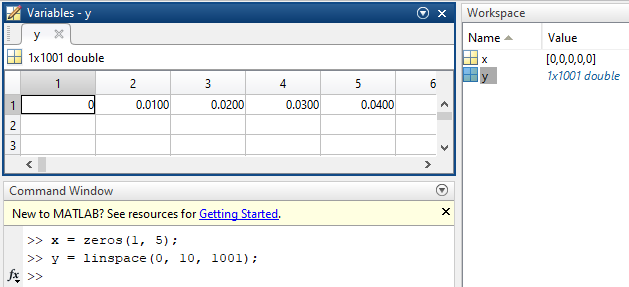 Variables - y
y
1x1001 double
1 2 3 4 5 6
1 0 0.0100 0.0200 0.0300 0.0400
2
3
Command Window
New to MATLAB? See resources for Getting Started.
>> x = zeros(1, 5);
>> y = linspace(0, 10, 1001);
fx >>
Workspace
Name Value
x [0,0,0,0,0]
y 1x1001 double